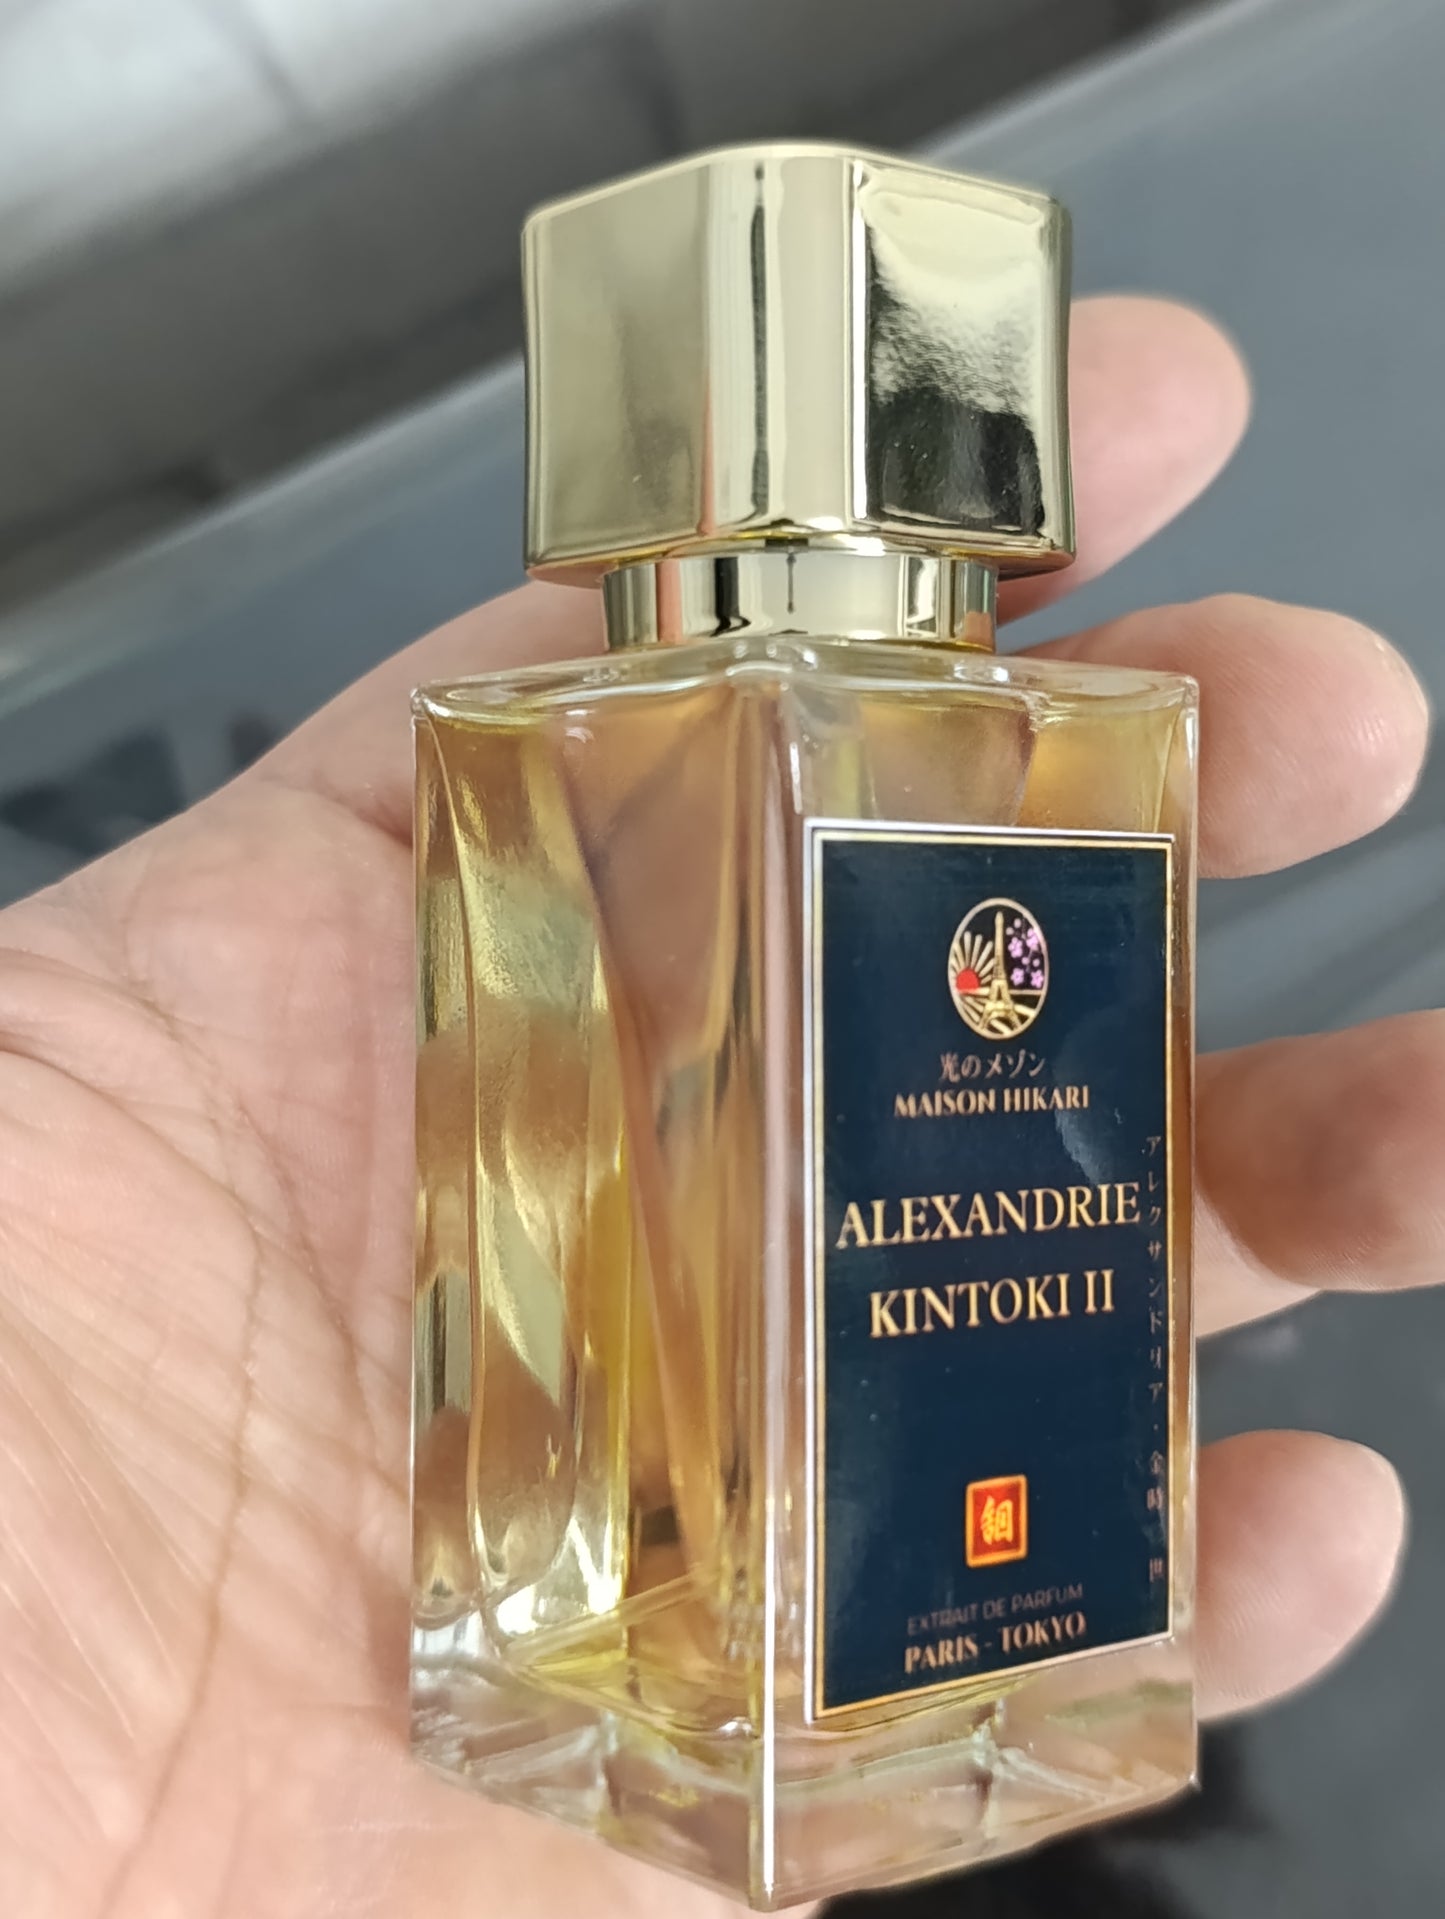 光のメゾン
MAISON HIKARI
ALEXANDRIE
KINTOKI II
アレクサンドリア・金時二世
EXTRAIT DE PARFUM
PARIS - TOKYO